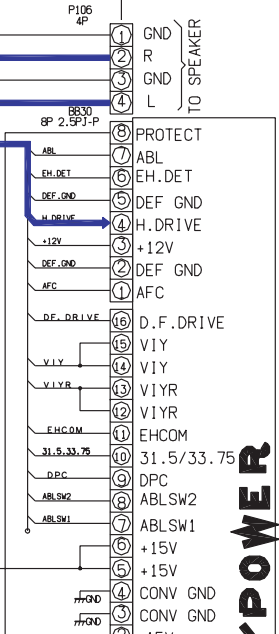 P106
4P
1 GND
2 R
3 GND
4 L
TO SPEAKER
BB30
8P 2.5PJ-P
8 PROTECT
ABL 7 ABL
EH.DET 6 EH.DET
DEF.GND 5 DEF GND
H.DRIVE 4 H.DRIVE
+12V 3 +12V
DEF.GND 2 DEF GND
AFC 1 AFC
DF. DRIVE 16 D.F.DRIVE
15 VIY
VIY 14 VIY
VIYR 13 VIYR
12 VIYR
EHCOM 11 EHCOM
31.5.33.75 10 31.5/33.75
DPC 9 DPC
ABLSW2 8 ABLSW2
ABLSW1 7 ABLSW1
6 +15V
5 +15V
GND 4 CONV GND
GND 3 CONV GND
POWER